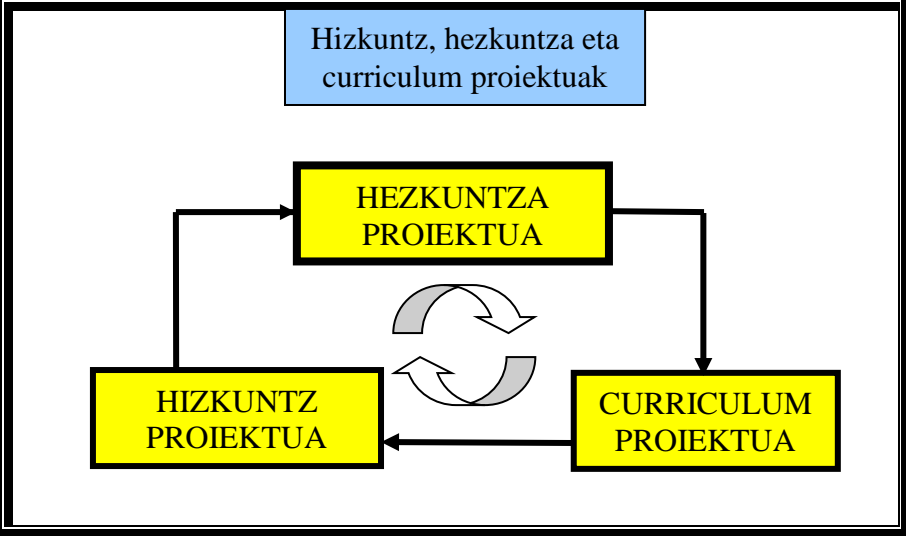 Hizkuntz, hezkuntza eta
curriculum proiektuak
HEZKUNTZA
PROIEKTUA
HIZKUNTZ
PROIEKTUA
CURRICULUM
PROIEKTUA